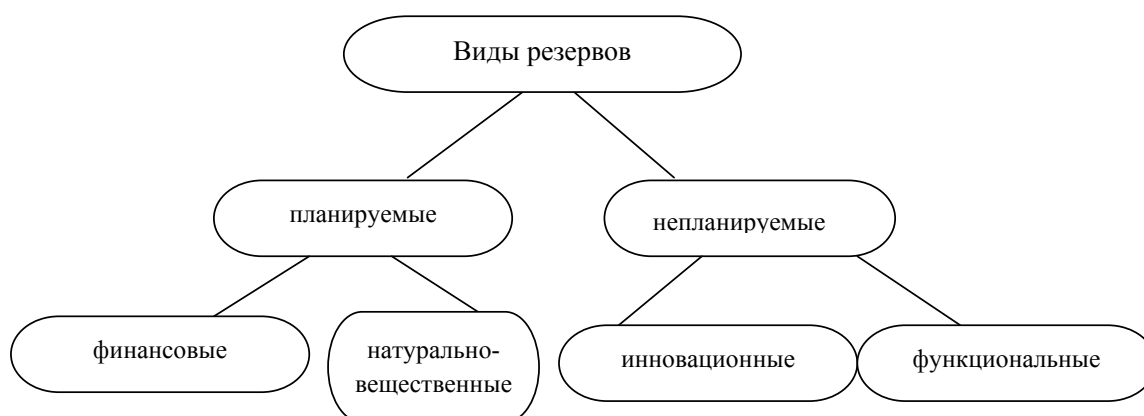 Виды резервов
планируемые
непланируемые
финансовые
натурально-
вещественные
инновационные
функциональные